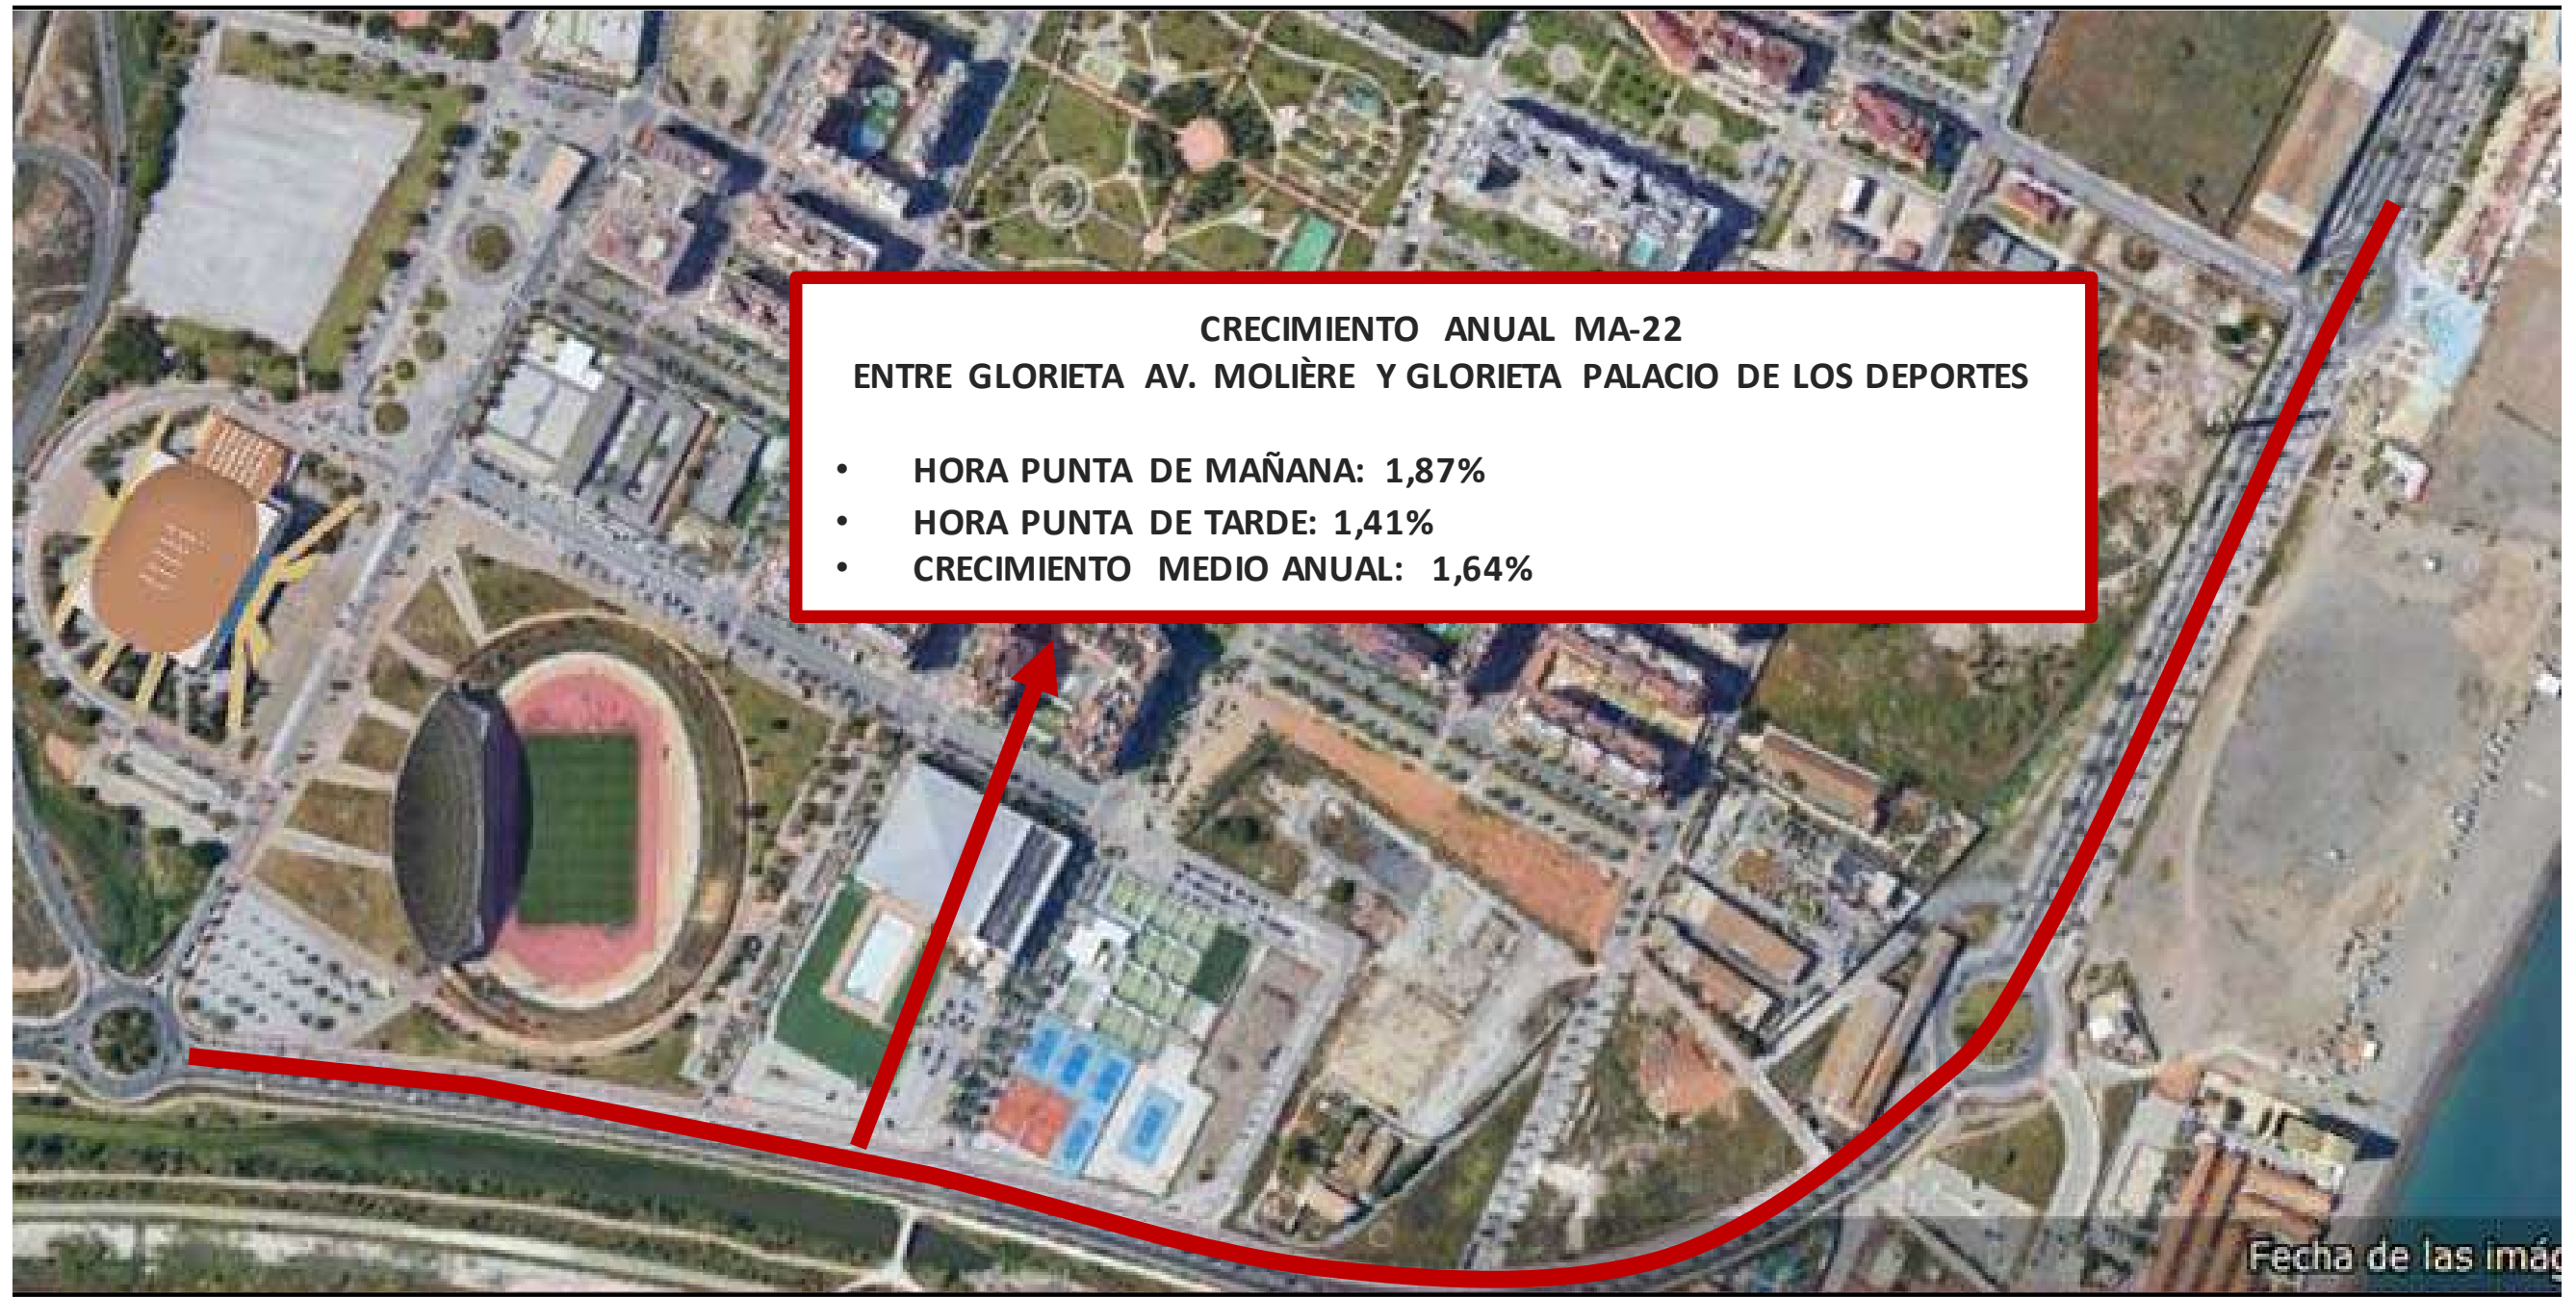 CRECIMIENTO ANUAL MA-22
ENTRE GLORIETA AV. MOLIÈRE Y GLORIETA PALACIO DE LOS DEPORTES
• HORA PUNTA DE MAÑANA: 1,87%
• HORA PUNTA DE TARDE: 1,41%
• CRECIMIENTO MEDIO ANUAL: 1,64%
Fecha de las imág